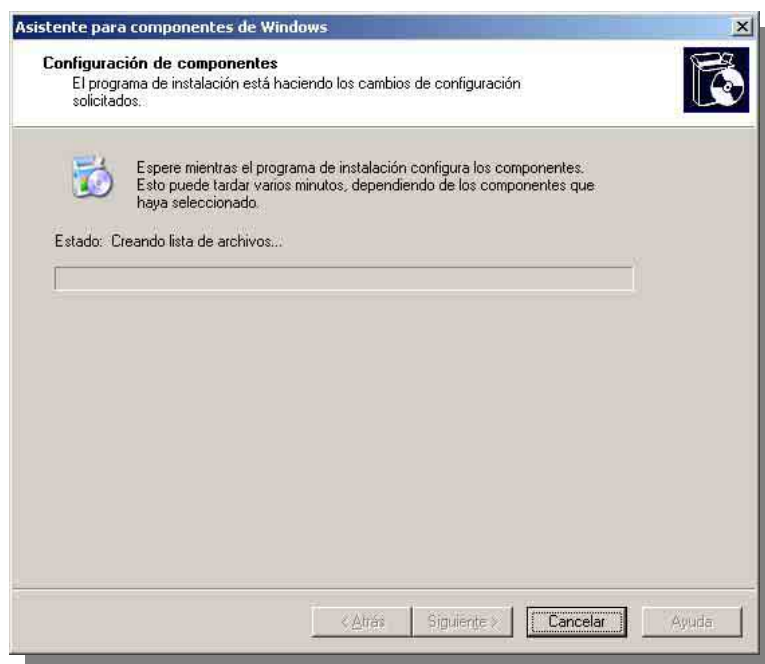 Asistente para componentes de Windows
Configuración de componentes
El programa de instalación está haciendo los cambios de configuración
solicitados.
Espere mientras el programa de instalación configura los componentes.
Esto puede tardar varios minutos, dependiendo de los componentes que
haya seleccionado.
Estado: Creando lista de archivos...
< Atrás Siguiente > Cancelar Ayuda